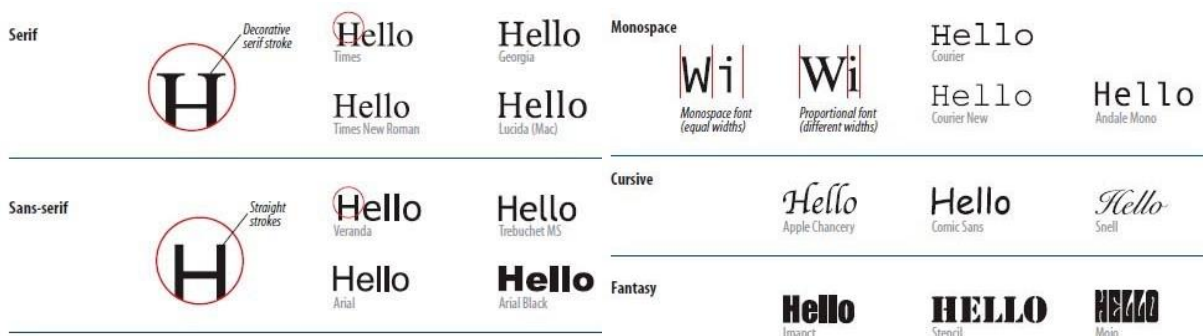 Serif
Decorative
serif stroke
H
Hello
Times
Hello
Georgia
Hello
Times New Roman
Hello
Lucida (Mac)
Sans-serif
Straight
strokes
H
Hello
Veranda
Hello
Trebuchet MS
Hello
Arial
Hello
Arial Black
Monospace
Wi
Monospace font
(equal widths)
Wi
Proportional font
(different widths)
Hello
Courier
Hello
Courier New
Hello
Andale Mono
Cursive
Hello
Apple Chancery
Hello
Comic Sans
Hello
Snell
Fantasy
Hello
Imapct
HELLO
Stencil
HELLO
Mojo